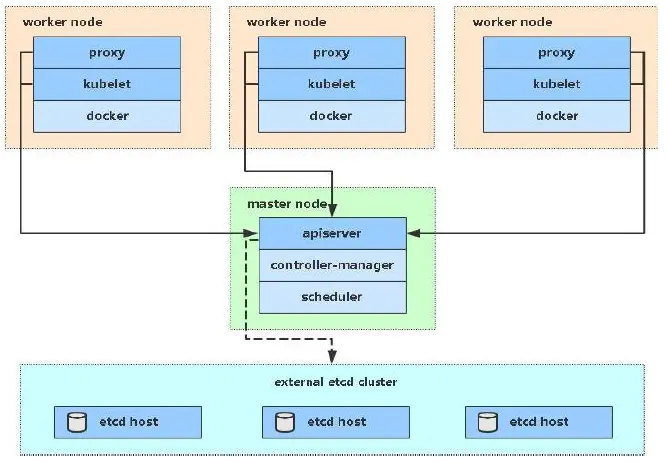 worker node
proxy
kubelet
docker
worker node
proxy
kubelet
docker
worker node
proxy
kubelet
docker
master node
apiserver
controller-manager
scheduler
external etcd cluster
etcd host
etcd host
etcd host